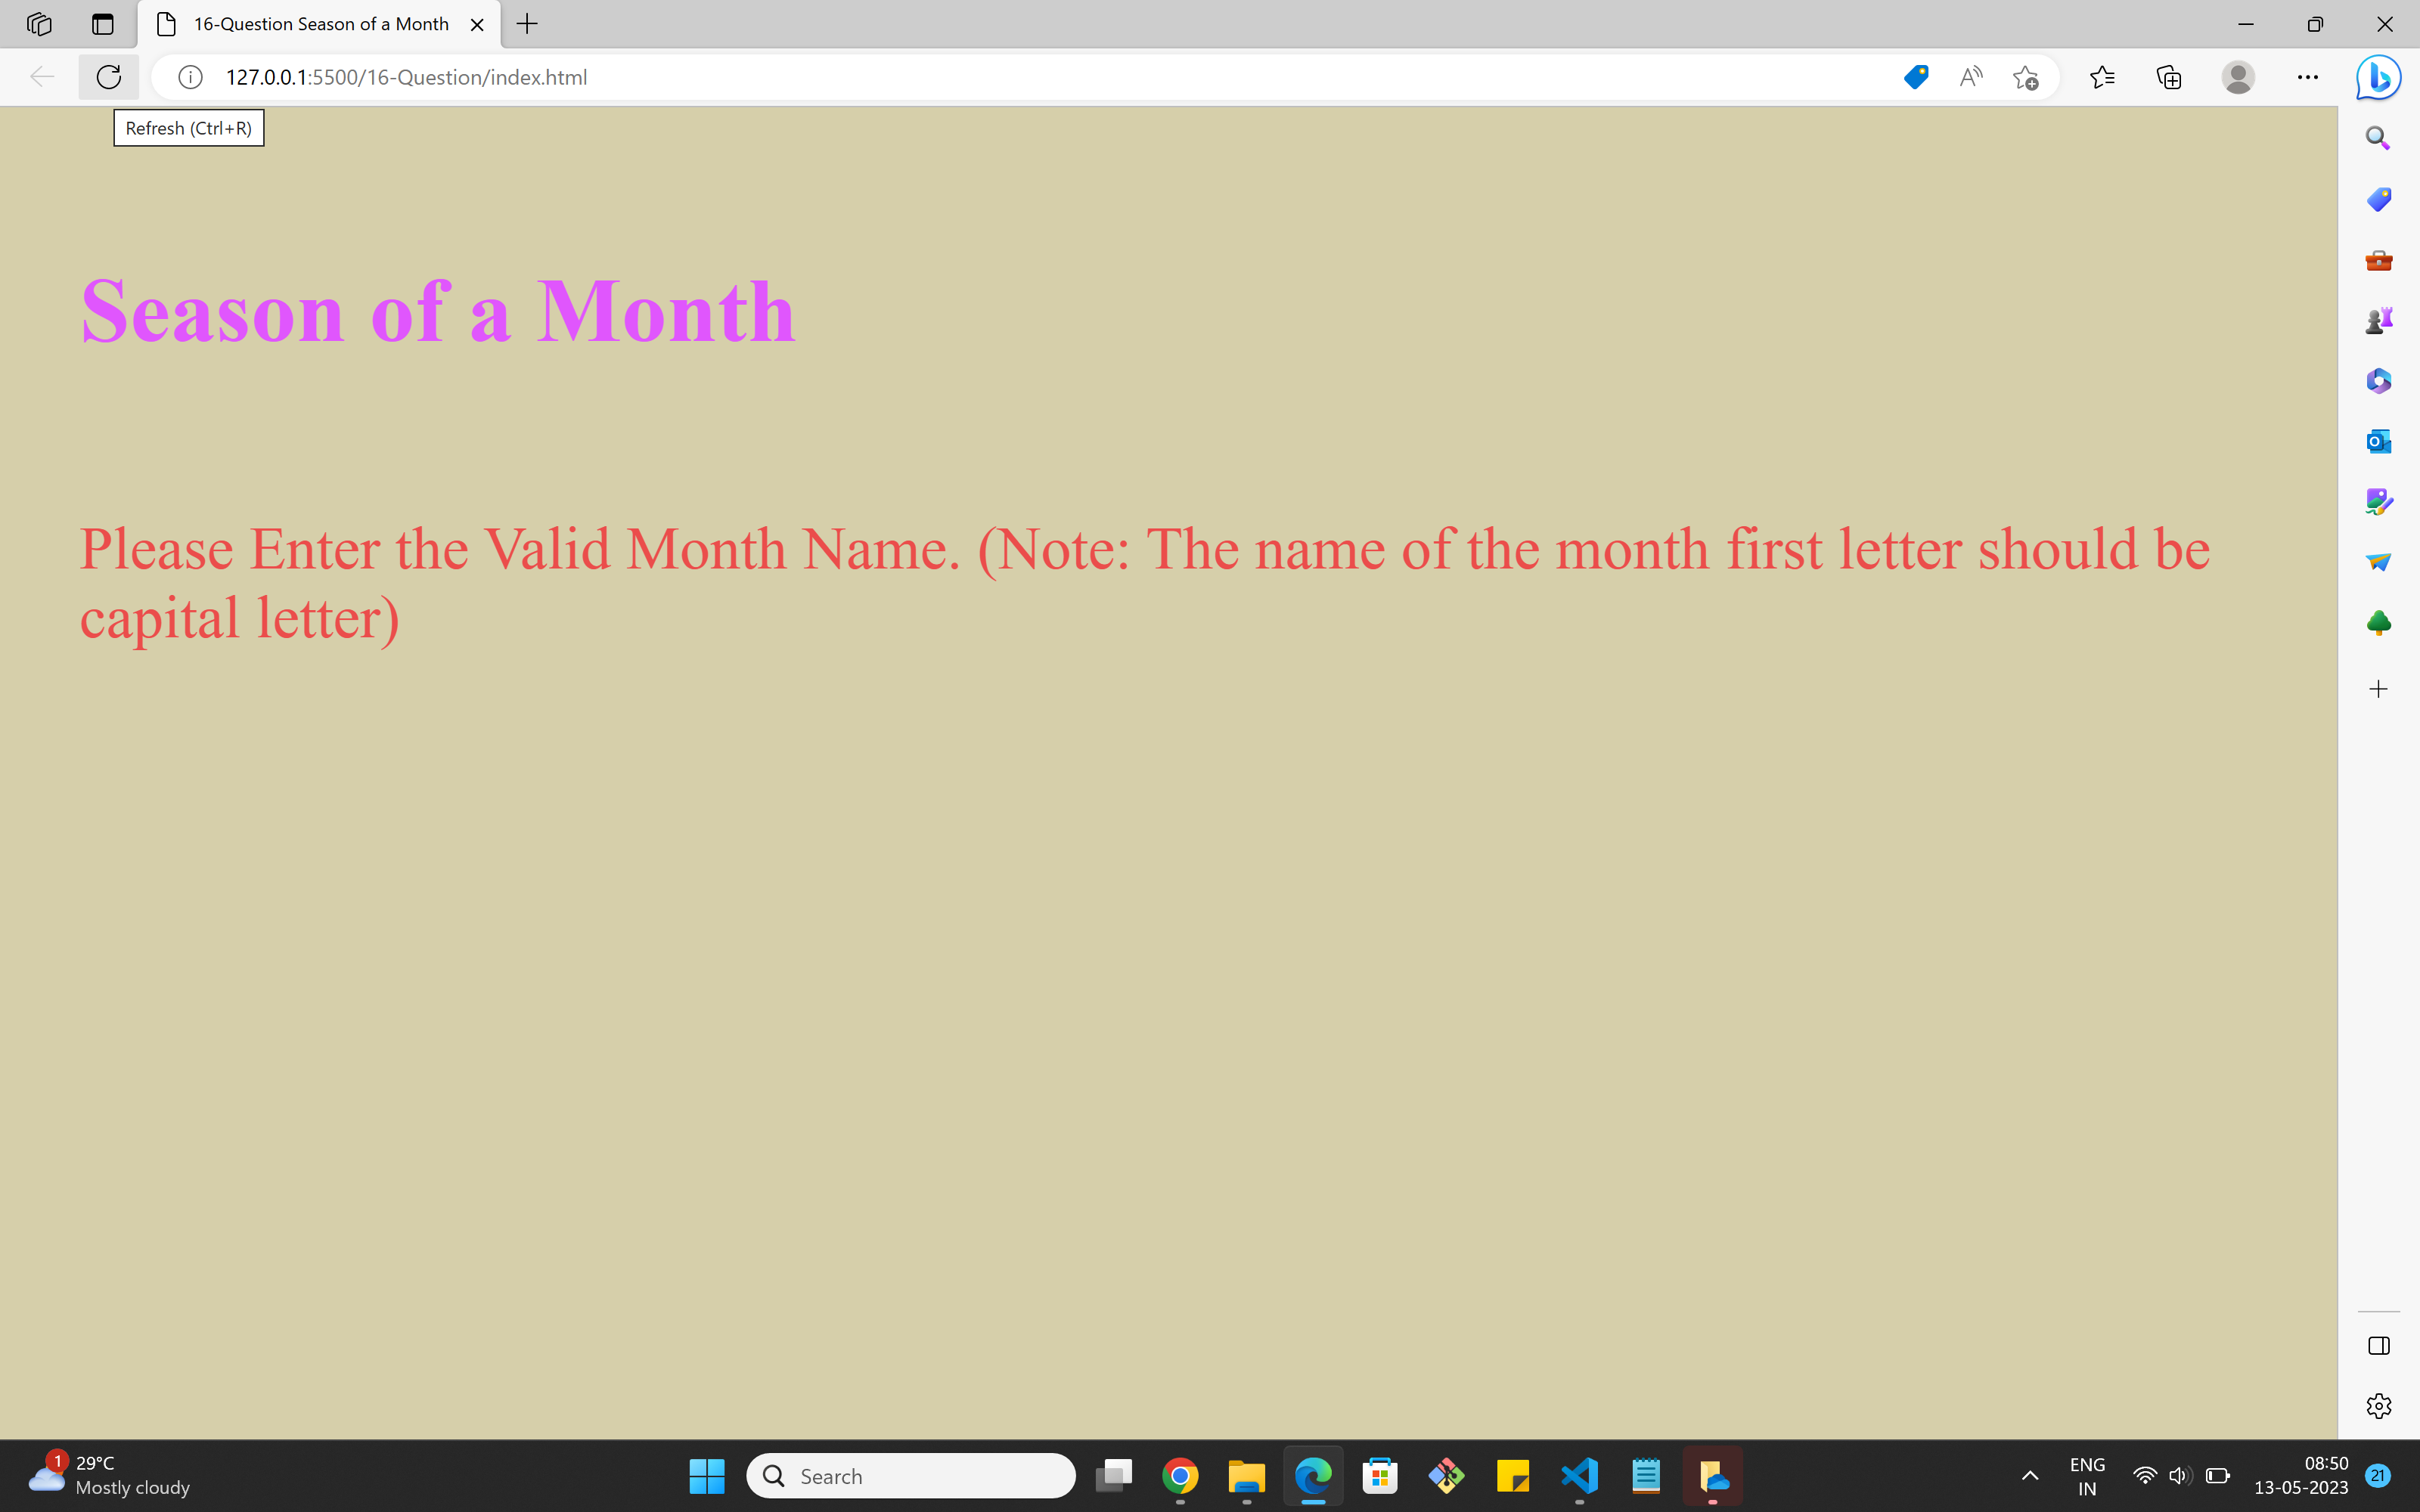 16-Question Season of a Month
127.0.0.1:5500/16-Question/index.html
Refresh (Ctrl+R)
Season of a Month
Please Enter the Valid Month Name. (Note: The name of the month first letter should be
capital letter)
1
29°C
Mostly cloudy
Search
ENG
IN
08:50
13-05-2023
21